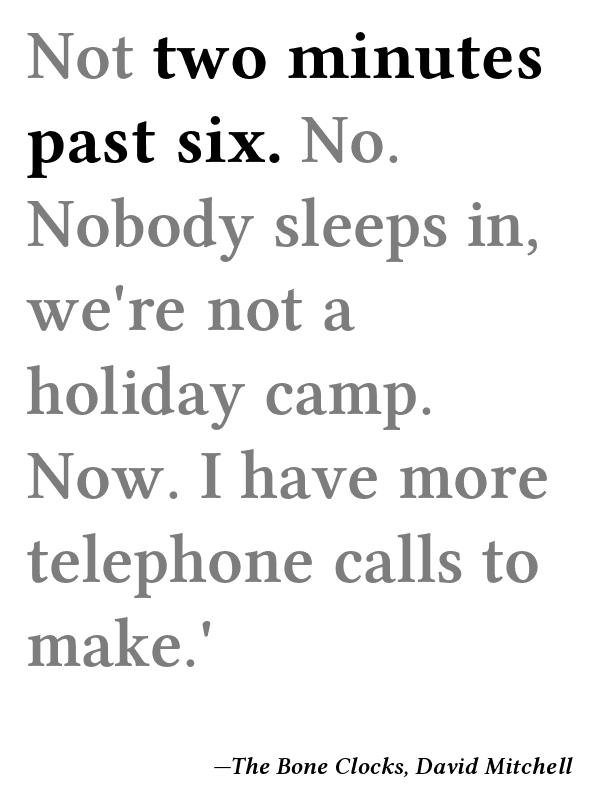 Not two minutes
past six. No.
Nobody sleeps in,
we're not a
holiday camp.
Now. I have more
telephone calls to
make.'
—The Bone Clocks, David Mitchell